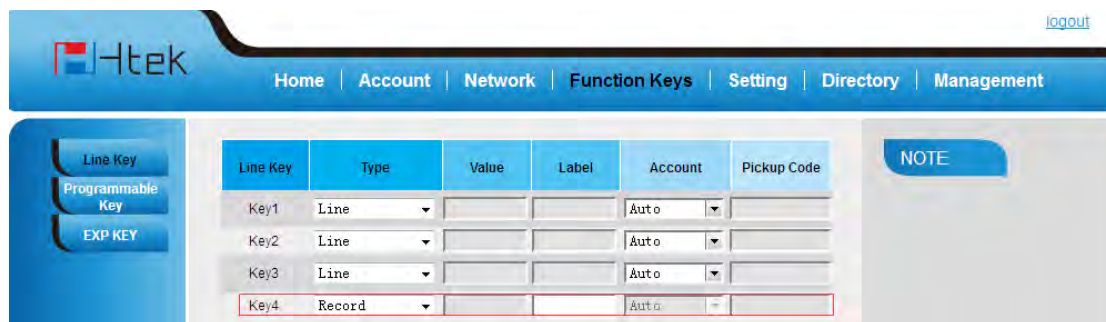 logout
Htek
Home | Account | Network | Function Keys | Setting | Directory | Management
Line Key
Programmable
Key
EXP KEY
Line Key Type Value Label Account Pickup Code
Key1 Line Auto
Key2 Line Auto
Key3 Line Auto
Key4 Record Auto
NOTE